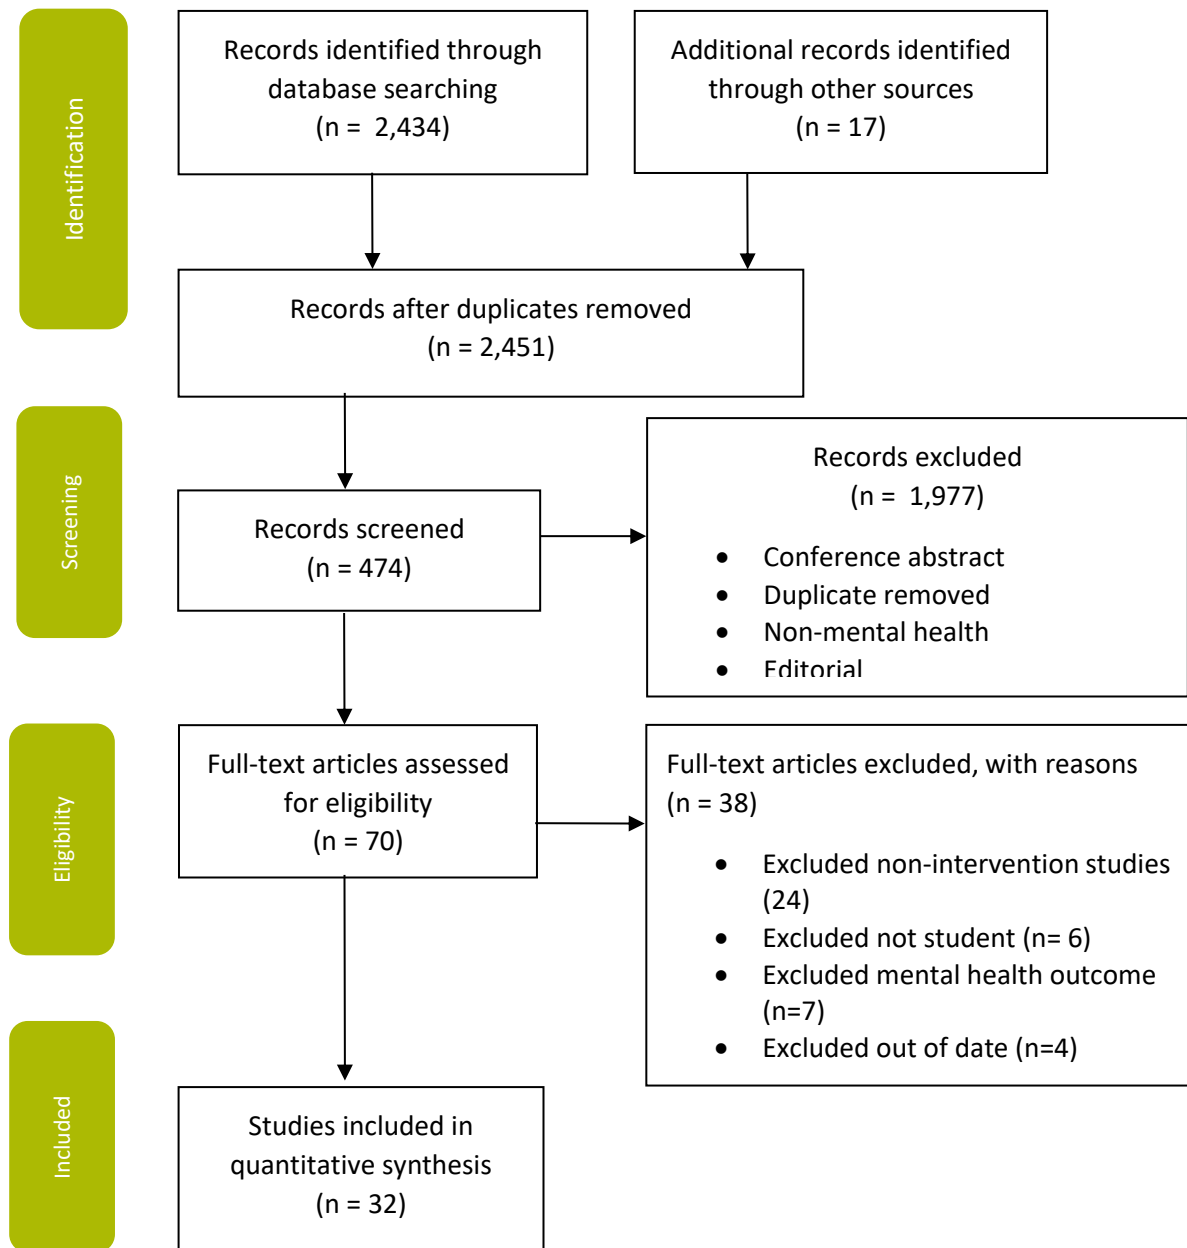 Identification
Records identified through
database searching
(n =  2,434)
Additional records identified
through other sources
(n = 17)
Records after duplicates removed
(n = 2,451)
Screening
Records screened
(n = 474)
Records excluded
(n =  1,977)
• Conference abstract
• Duplicate removed
• Non-mental health
• Editorial
Eligibility
Full-text articles assessed
for eligibility
(n = 70)
Full-text articles excluded, with reasons
(n = 38)
• Excluded non-intervention studies
(24)
• Excluded not student (n= 6)
• Excluded mental health outcome
(n=7)
• Excluded out of date (n=4)
Included
Studies included in
quantitative synthesis
(n = 32)